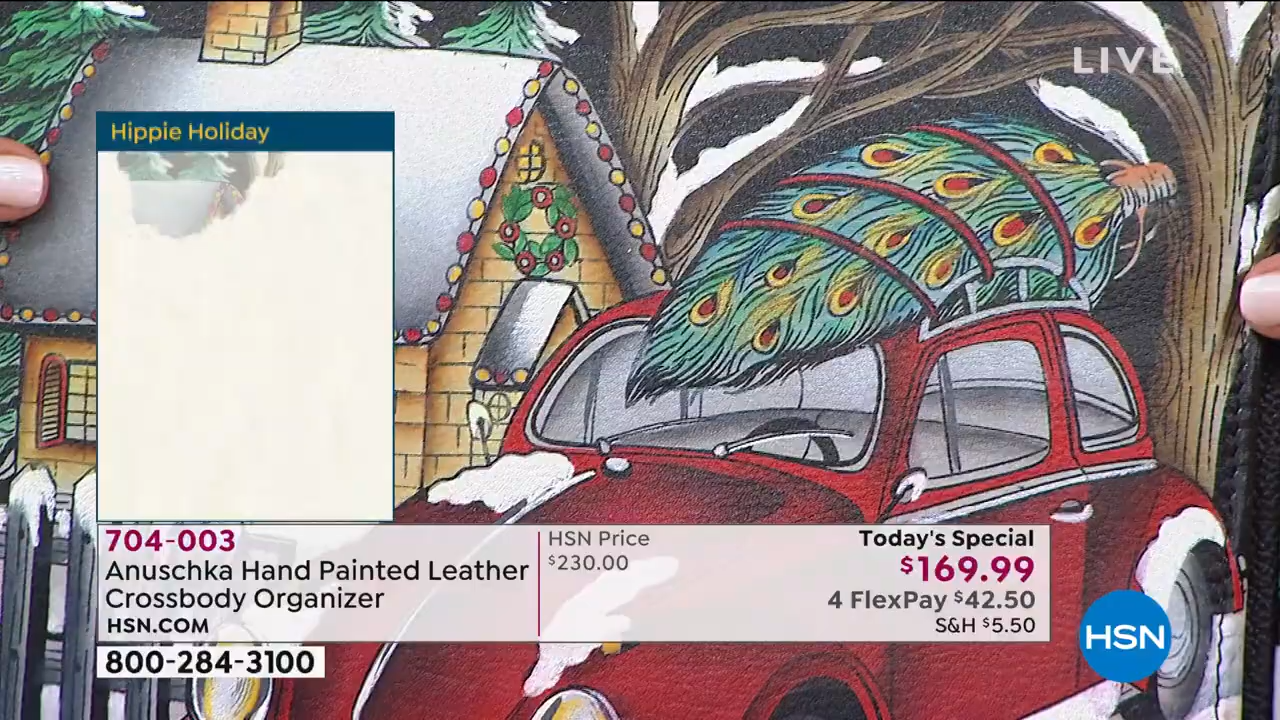 LIVE
Hippie Holiday
704-003
Anuschka Hand Painted Leather
Crossbody Organizer
HSN.COM
800-284-3100
HSN Price
$230.00
Today's Special
$169.99
4 FlexPay $42.50
S&H $5.50
HSN